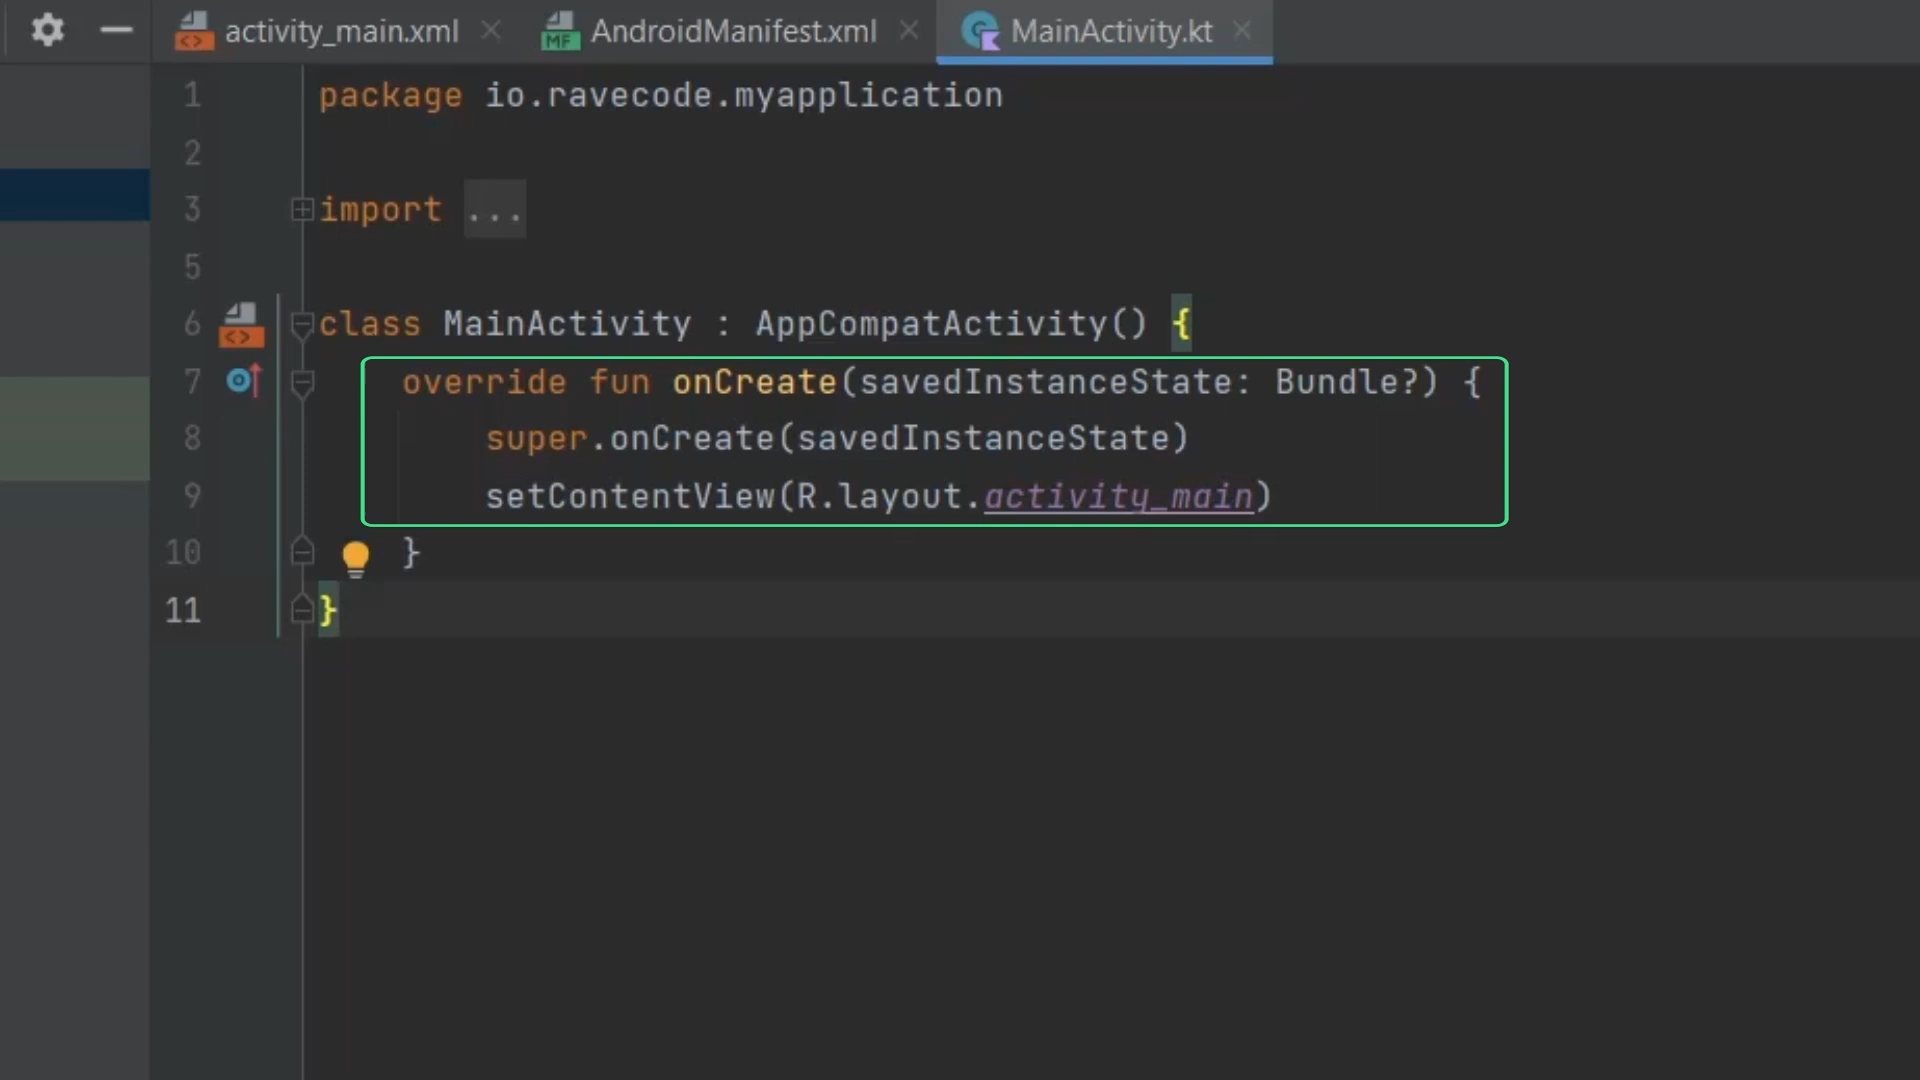 activity_main.xml AndroidManifest.xml MainActivity.kt
1 package io.ravecode.myapplication
2
3 import ...
5
6 class MainActivity : AppCompatActivity() {
7 override fun onCreate(savedInstanceState: Bundle?) {
8 super.onCreate(savedInstanceState)
9 setContentView(R.layout.activity_main)
10 }
11 }